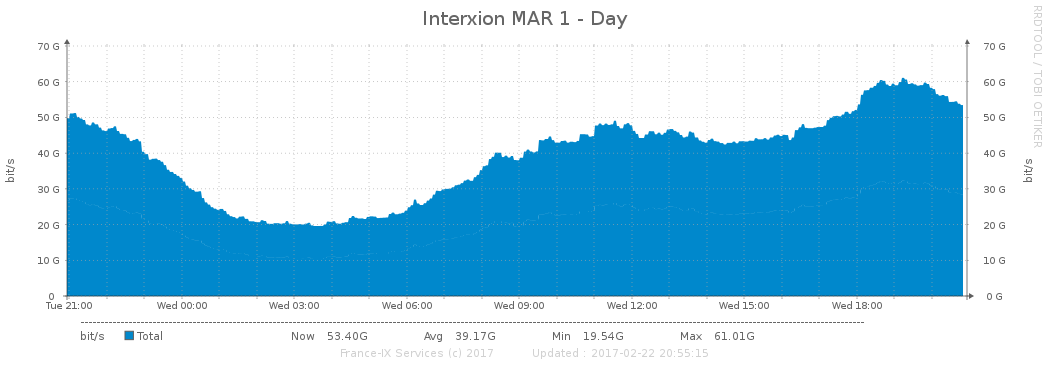 Interxion MAR 1 - Day
RRDTOOL / TOBI OETIKER
70 G 70 G
60 G 60 G
50 G 50 G
40 G 40 G
30 G 30 G
20 G 20 G
10 G 10 G
0 0 G
bit/s
bit/s
Tue 21:00 Wed 00:00 Wed 03:00 Wed 06:00 Wed 09:00 Wed 12:00 Wed 15:00 Wed 18:00
bit/s Total Now 53.40G Avg 39.17G Min 19.54G Max 61.01G
France-IX Services (c) 2017 Updated : 2017-02-22 20:55:15